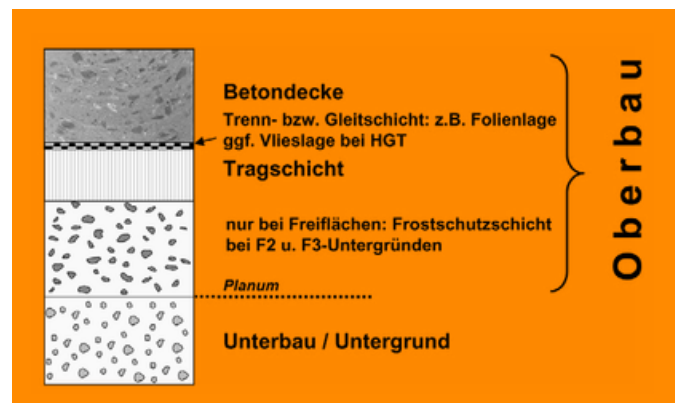 Betondecke
Trenn- bzw. Gleitschicht: z.B. Folienlage
ggf. Vlieslage bei HGT
Tragschicht
nur bei Freiflächen: Frostschutzschicht
bei F2 u. F3-Untergründen
Planum
Unterbau / Untergrund
Oberbau